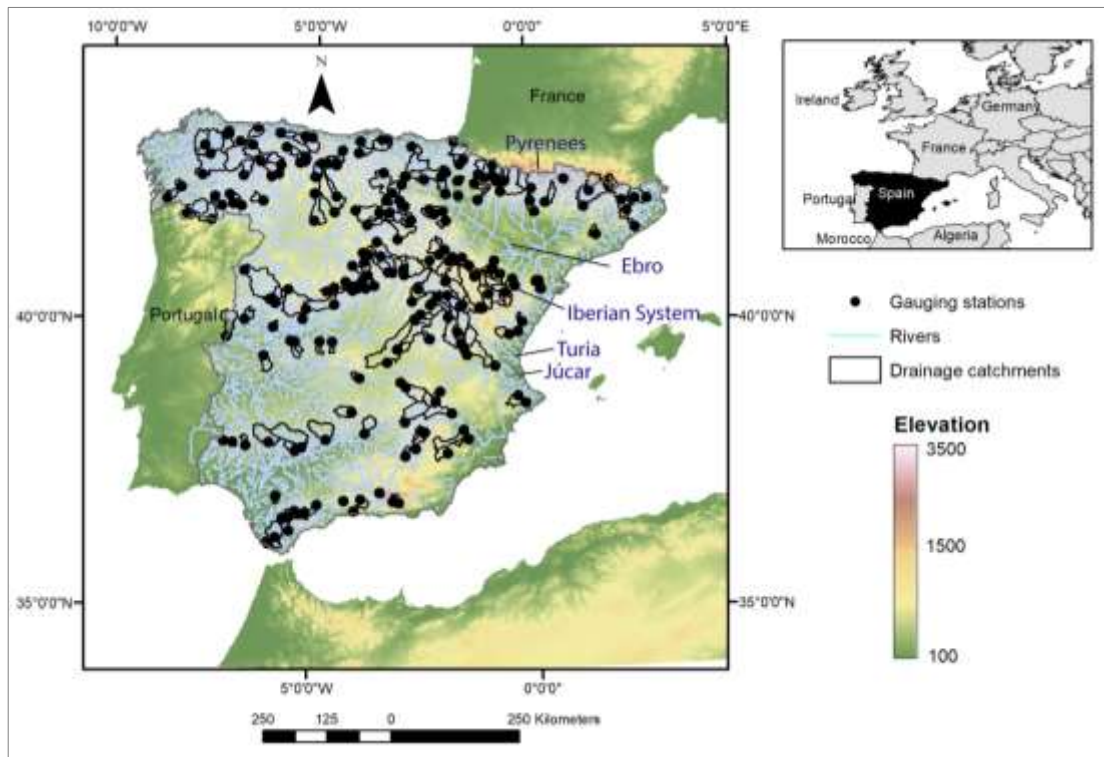 10°0'0"W
5°0'0"W
0°0'0"
5°0'0"E
N
France
Pyrenees
Ebro
Iberian System
Portugal
40°0'0"N
40°0'0"N
Turia
Júcar
35°0'0"N
35°0'0"N
5°0'0"W
0°0'0"
250
125
0
250 Kilometers
Ireland
Germany
France
Portugal
Spain
Morocco
Algeria
Gauging stations
Rivers
Drainage catchments
Elevation
3500
1500
100